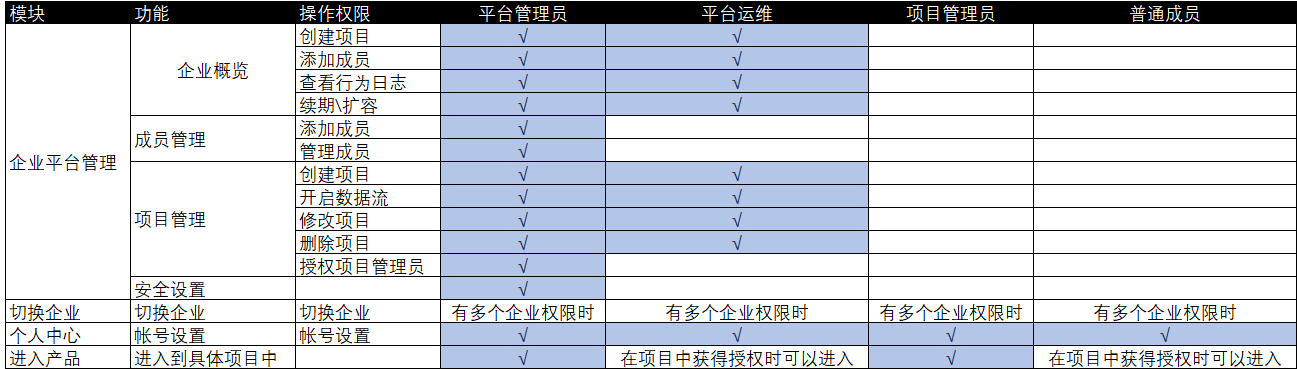 模块 功能 操作权限 平台管理员 平台运维 项目管理员 普通成员
企业平台管理 企业概览 创建项目 √ √
添加成员 √ √
查看行为日志 √ √
续期\扩容 √ √
成员管理 添加成员 √
管理成员 √
项目管理 创建项目 √ √
开启数据流 √ √
修改项目 √ √
删除项目 √ √
授权项目管理员 √
安全设置 √
切换企业 切换企业 切换企业 有多个企业权限时 有多个企业权限时 有多个企业权限时 有多个企业权限时
个人中心 帐号设置 帐号设置 √ √ √ √
进入产品 进入到具体项目中 √ 在项目中获得授权时可以进入 √ 在项目中获得授权时可以进入